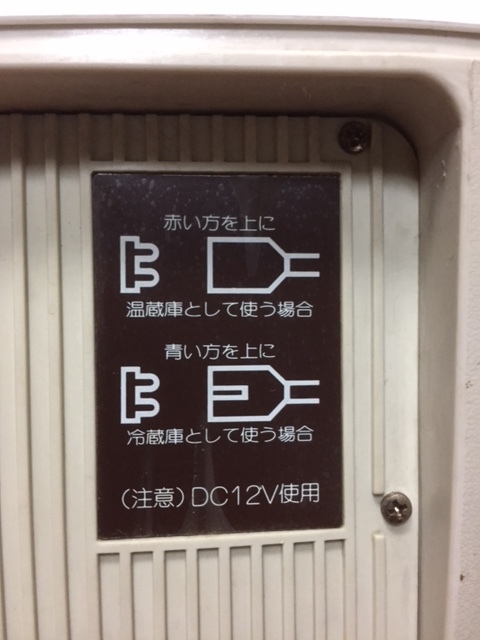 赤い方を上に
温蔵庫として使う場合
青い方を上に
冷蔵庫として使う場合
(注意)DC12V使用